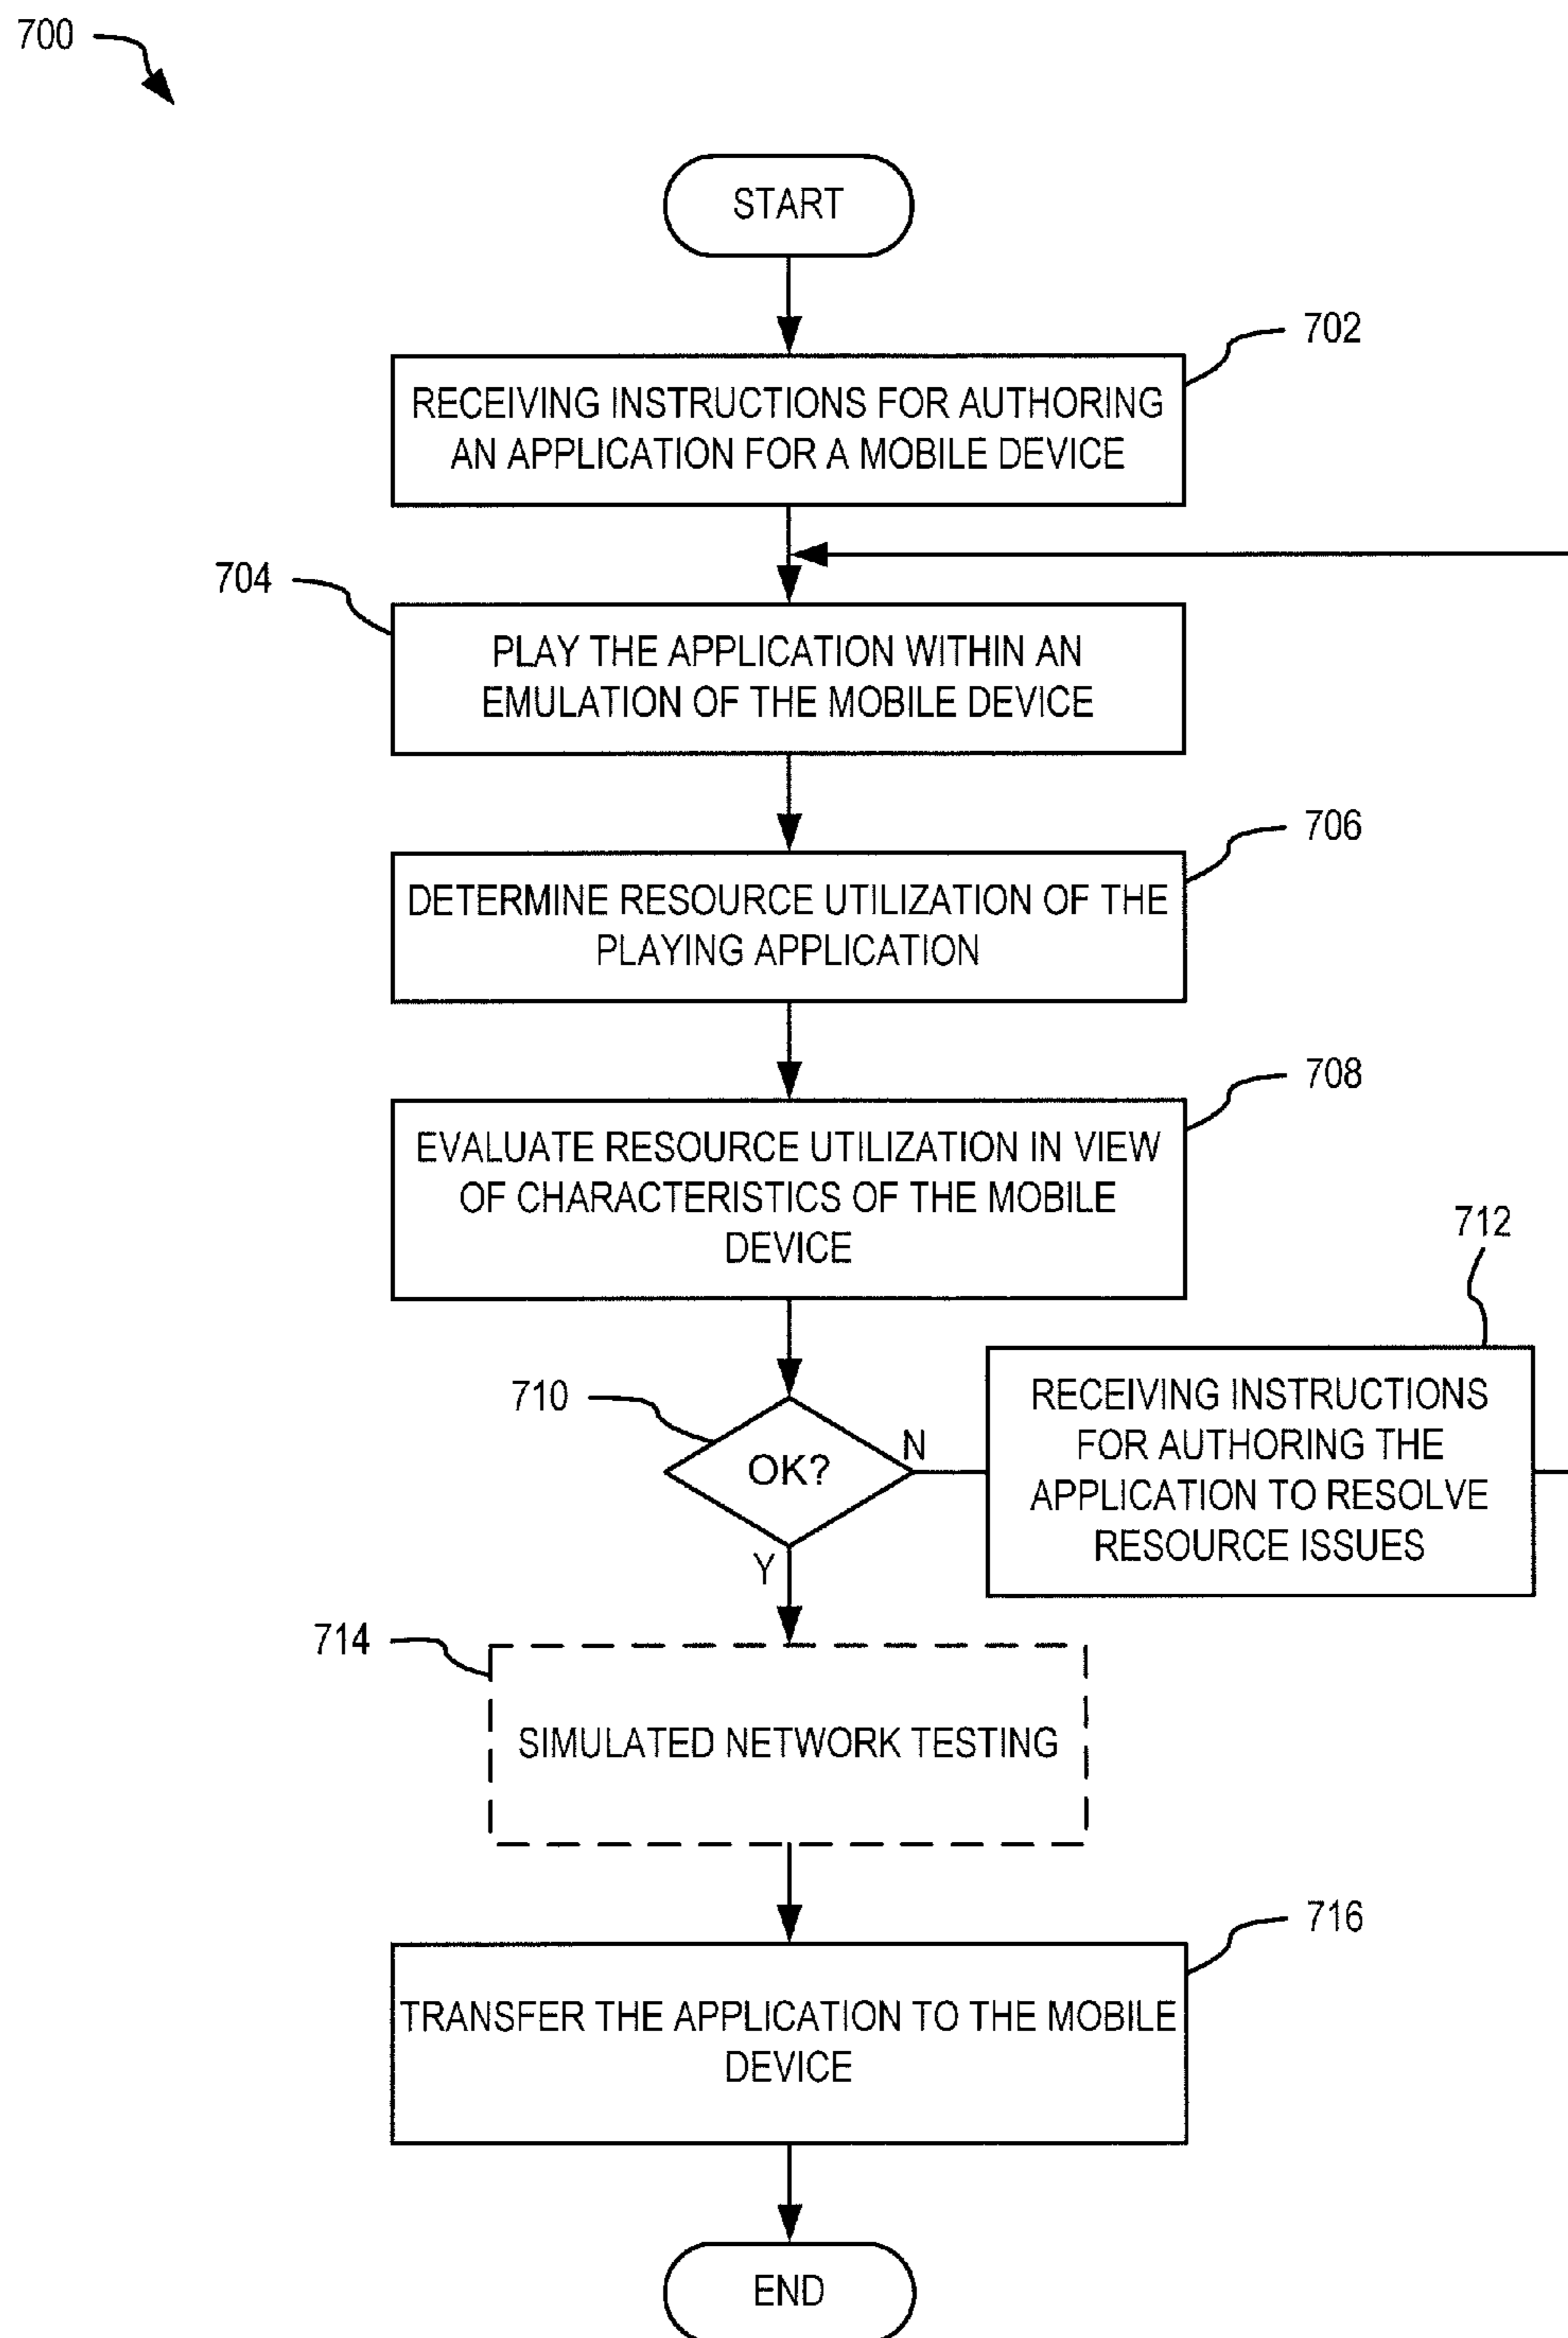 700
START
702
RECEIVING INSTRUCTIONS FOR AUTHORING
AN APPLICATION FOR A MOBILE DEVICE
704
PLAY THE APPLICATION WITHIN AN
EMULATION OF THE MOBILE DEVICE
706
DETERMINE RESOURCE UTILIZATION OF THE
PLAYING APPLICATION
708
EVALUATE RESOURCE UTILIZATION IN VIEW
OF CHARACTERISTICS OF THE MOBILE
DEVICE
710
OK?
N
Y
712
RECEIVING INSTRUCTIONS
FOR AUTHORING THE
APPLICATION TO RESOLVE
RESOURCE ISSUES
714
SIMULATED NETWORK TESTING
716
TRANSFER THE APPLICATION TO THE MOBILE
DEVICE
END